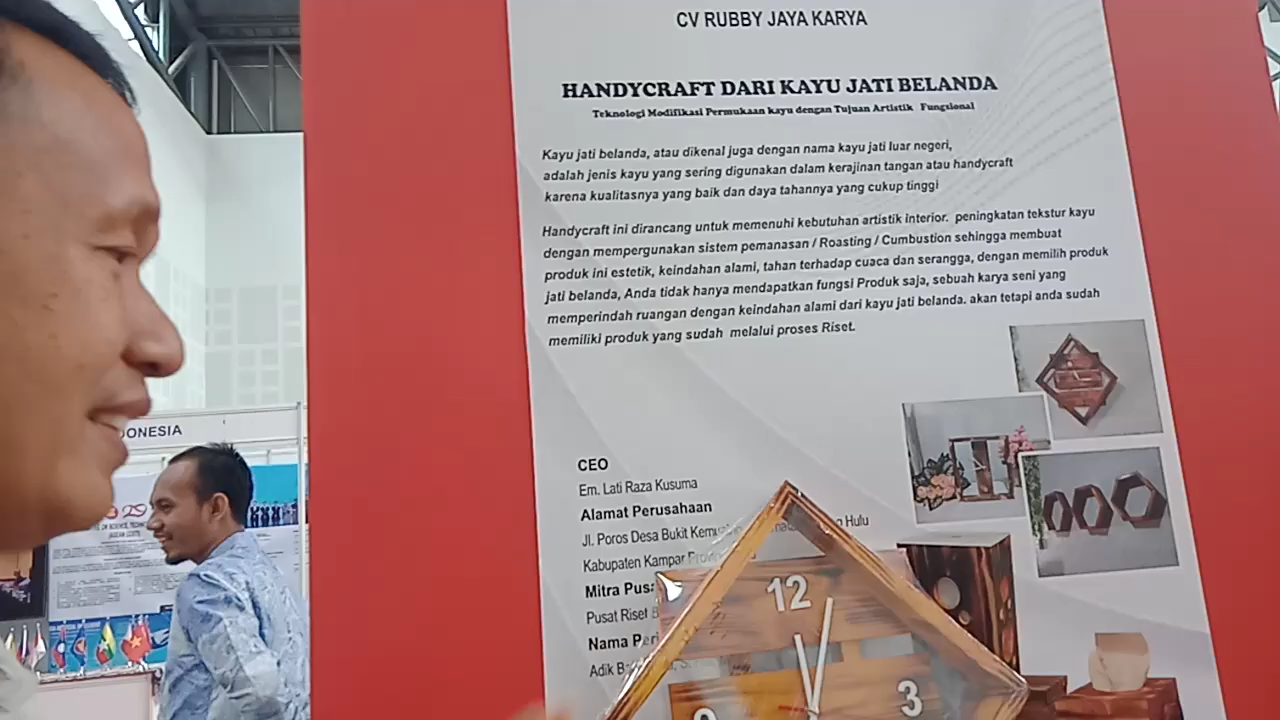 CV RUBBY JAYA KARYA
HANDYCRAFT DARI KAYU JATI BELANDA
Teknologi Modifikasi Permukaan kayu dengan Tujuan Artistik Fungsional
Kayu jati belanda, atau dikenal juga dengan nama kayu jati luar negeri,
adalah jenis kayu yang sering digunakan dalam kerajinan tangan atau handycraft
karena kualitasnya yang baik dan daya tahannya yang cukup tinggi
Handycraft ini dirancang untuk memenuhi kebutuhan artistik interior. peningkatan tekstur kayu
dengan mempergunakan sistem pemanasan / Roasting / Cumbustion sehingga membuat
produk ini estetik, keindahan alami, tahan terhadap cuaca dan serangga, dengan memilih produk
jati belanda, Anda tidak hanya mendapatkan fungsi Produk saja, sebuah karya seni yang
memperindah ruangan dengan keindahan alami dari kayu jati belanda. akan tetapi anda sudah
memiliki produk yang sudah melalui proses Riset.
CEO
Em. Lati Raza Kusuma
Alamat Perusahaan
Jl. Poros Desa Bukit Hulu
Kabupaten Kampar
Mitra
Pusat Riset
Nama
Adik
12
3
9